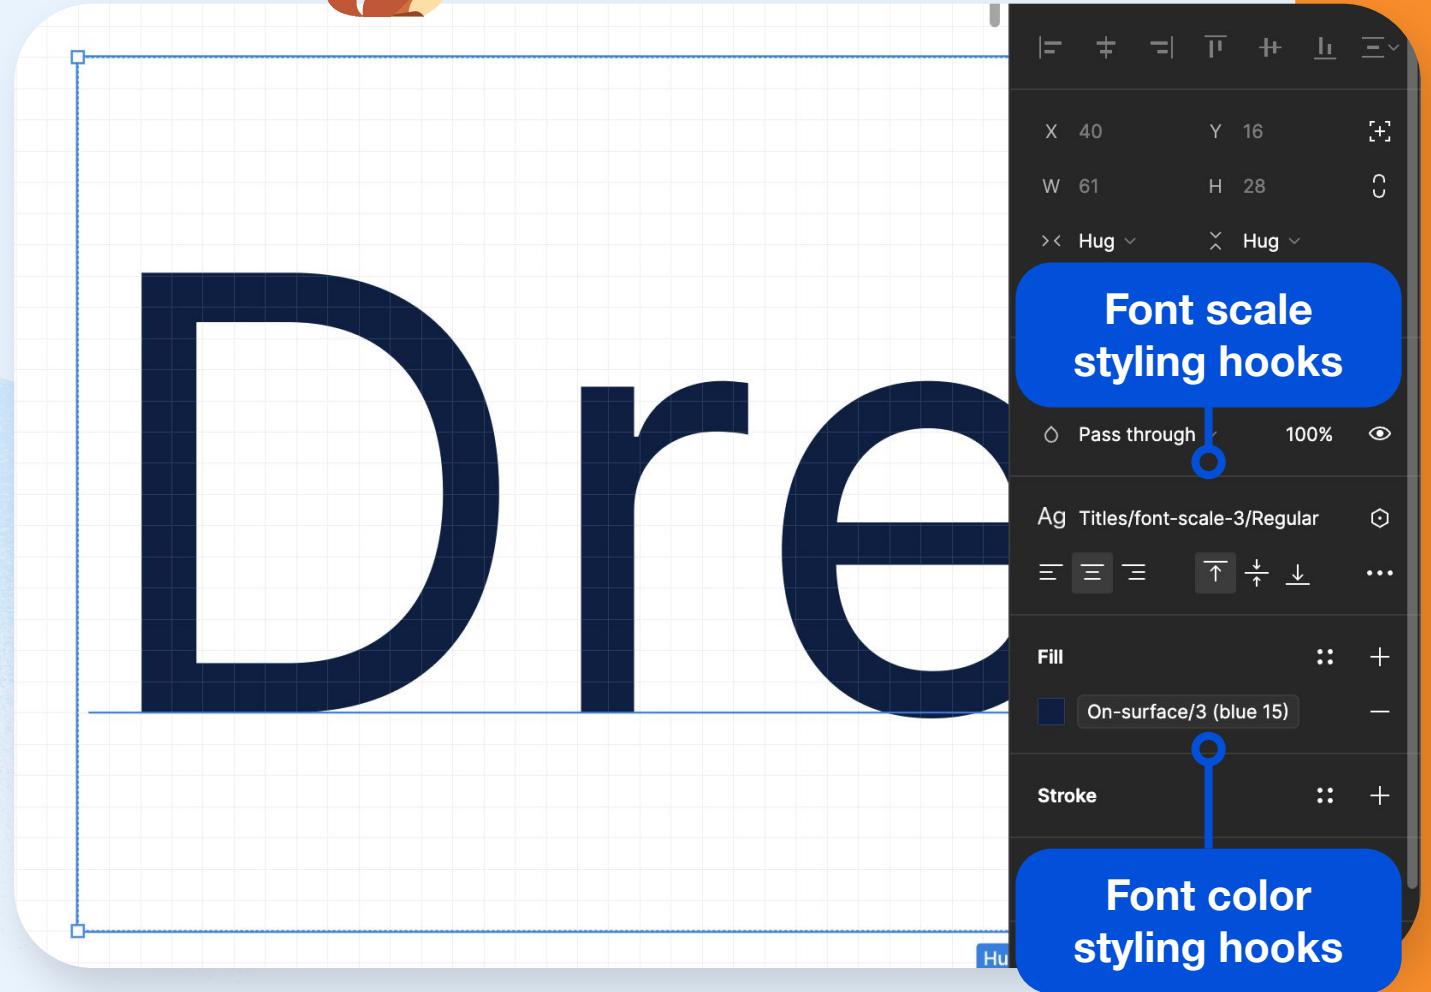 Dre
X 40 Y 16
W 61 H 28
Hug Hug
Font scale
styling hooks
Pass through 100%
Ag Titles/font-scale-3/Regular
Fill
On-surface/3 (blue 15)
Stroke
Font color
styling hooks
Hu